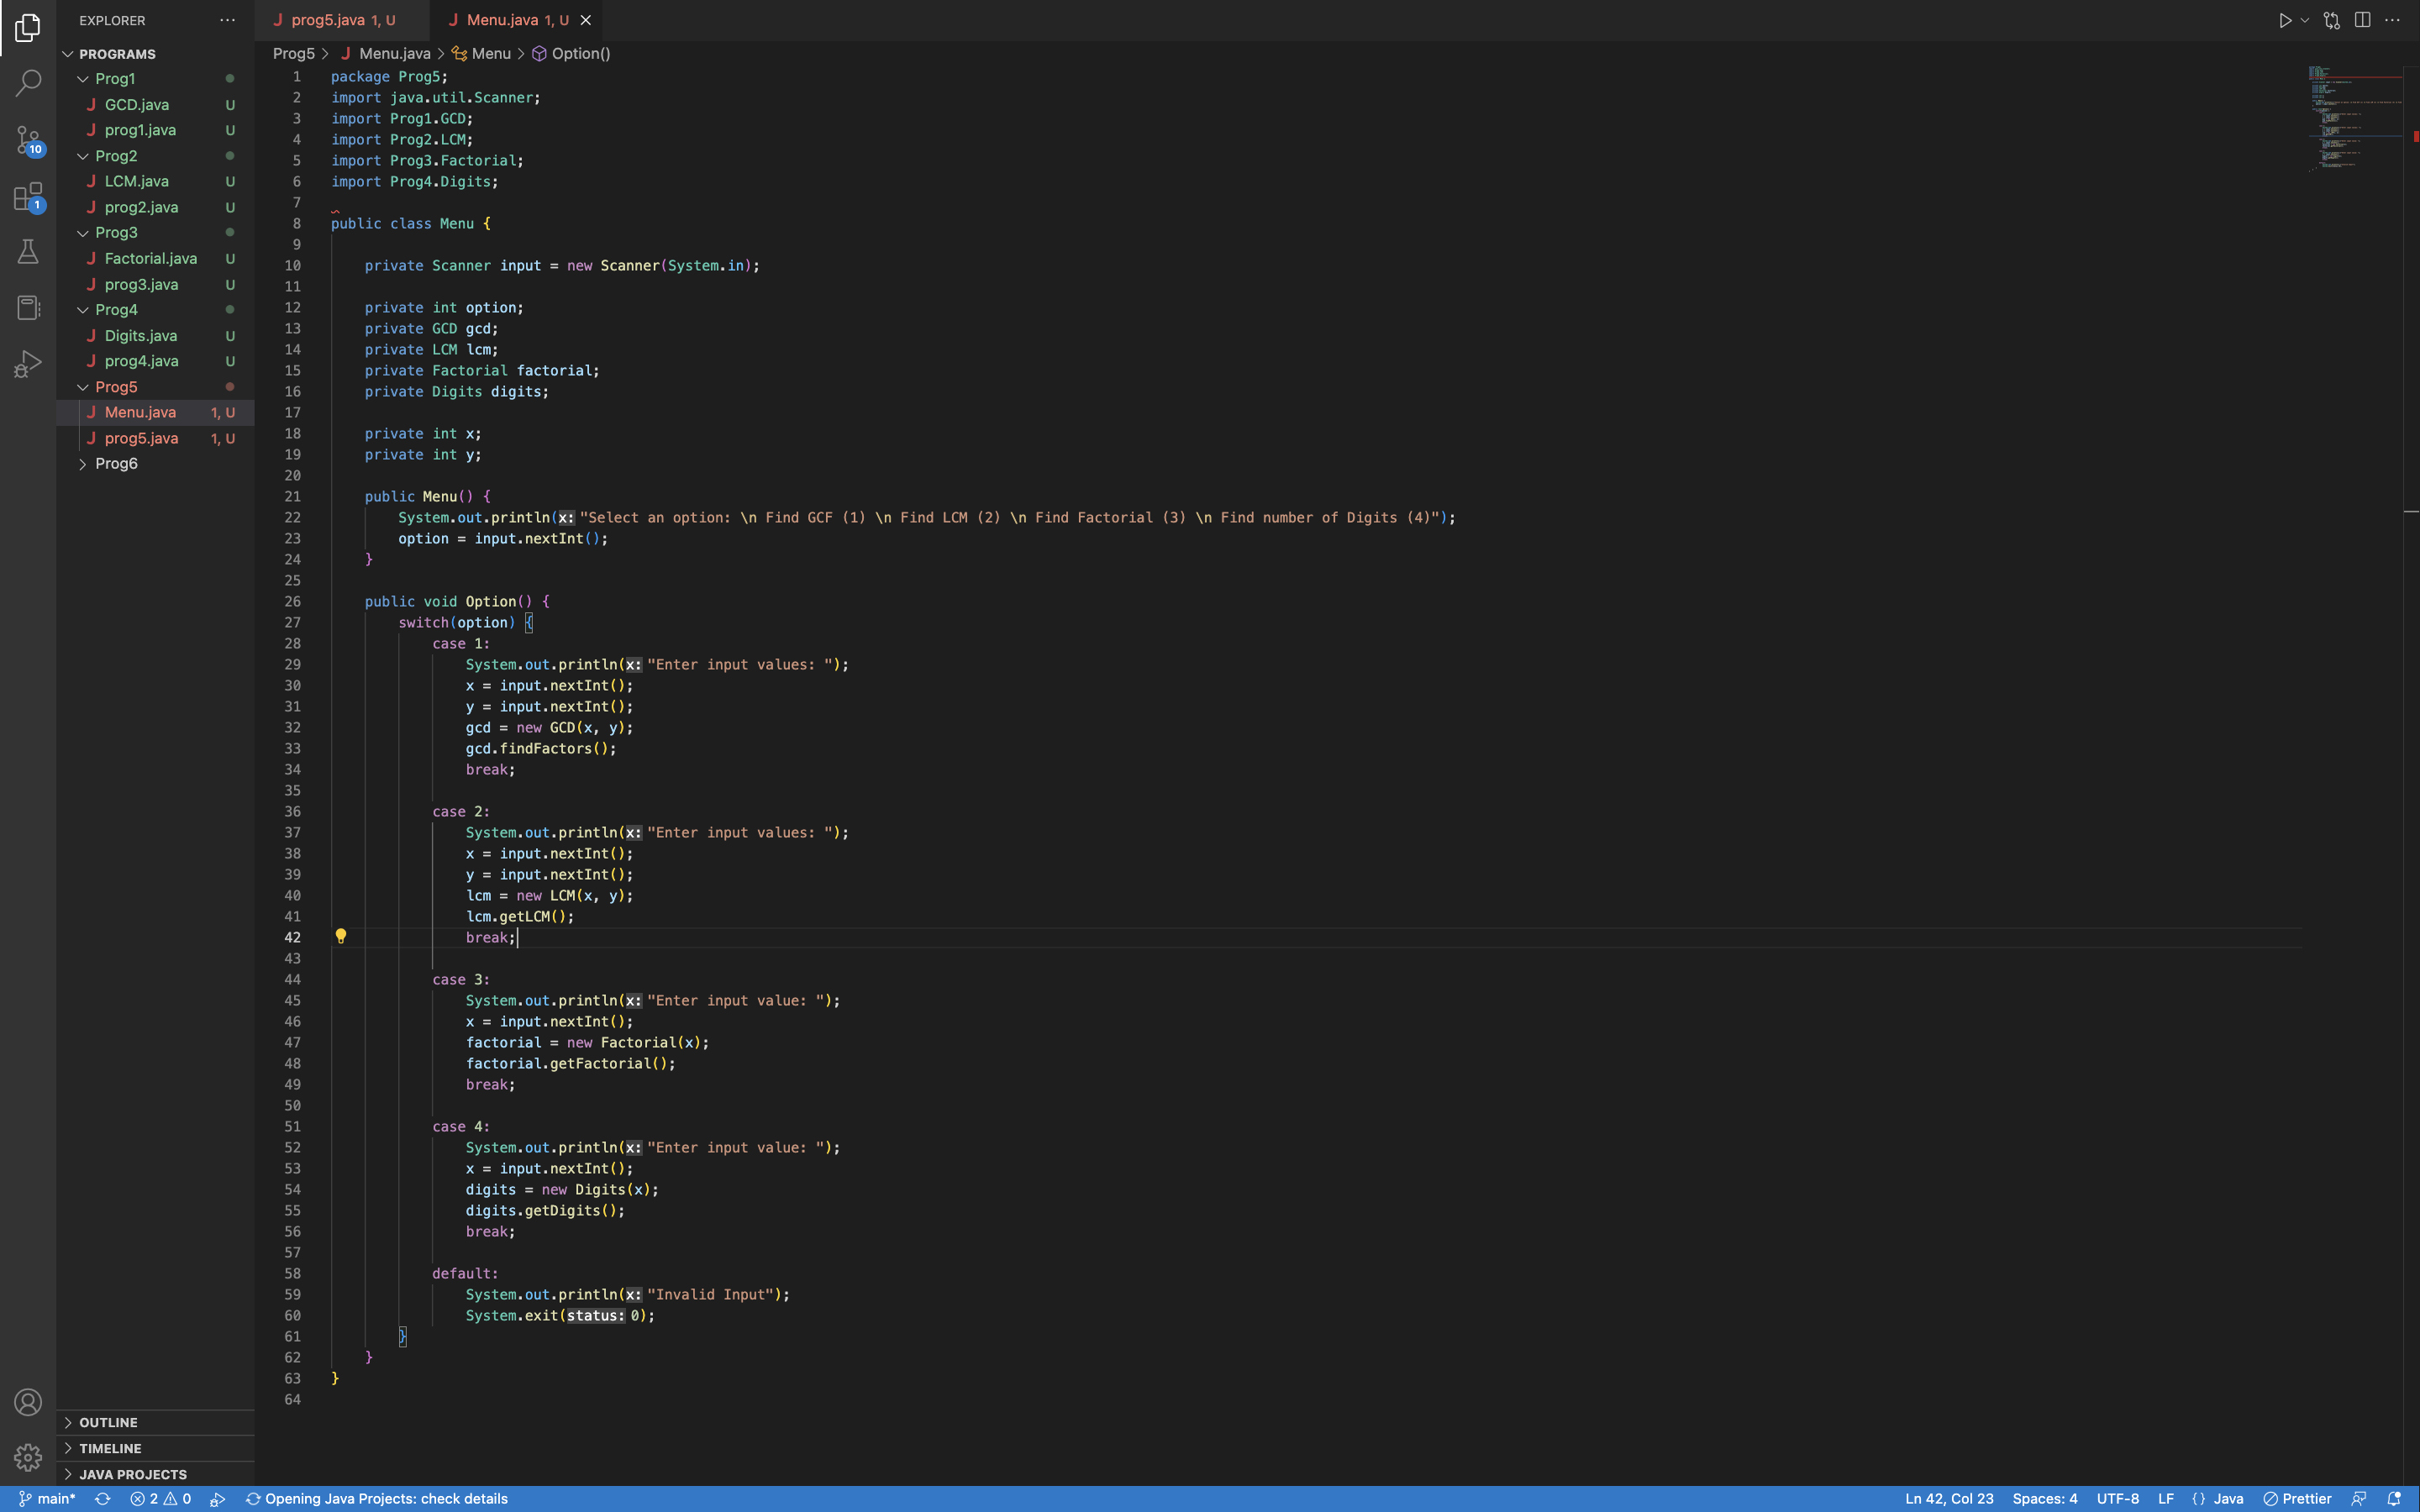 EXPLORER
PROGRAMS
Prog1
GCD.java U
prog1.java U
Prog2
LCM.java U
prog2.java U
Prog3
Factorial.java U
prog3.java U
Prog4
Digits.java U
prog4.java U
Prog5
Menu.java 1, U
prog5.java 1, U
Prog6
OUTLINE
TIMELINE
JAVA PROJECTS
10
1
J prog5.java 1, U
J Menu.java 1, U
Prog5 > J Menu.java > Menu > Option()
1 package Prog5;
2 import java.util.Scanner;
3 import Prog1.GCD;
4 import Prog2.LCM;
5 import Prog3.Factorial;
6 import Prog4.Digits;
7
8 public class Menu {
9
10 private Scanner input = new Scanner(System.in);
11
12 private int option;
13 private GCD gcd;
14 private LCM lcm;
15 private Factorial factorial;
16 private Digits digits;
17
18 private int x;
19 private int y;
20
21 public Menu() {
22 System.out.println(x: "Select an option: \n Find GCF (1) \n Find LCM (2) \n Find Factorial (3) \n Find number of Digits (4)");
23 option = input.nextInt();
24 }
25
26 public void Option() {
27 switch(option) {
28 case 1:
29 System.out.println(x: "Enter input values: ");
30 x = input.nextInt();
31 y = input.nextInt();
32 gcd = new GCD(x, y);
33 gcd.findFactors();
34 break;
35
36 case 2:
37 System.out.println(x: "Enter input values: ");
38 x = input.nextInt();
39 y = input.nextInt();
40 lcm = new LCM(x, y);
41 lcm.getLCM();
42 break;
43
44 case 3:
45 System.out.println(x: "Enter input value: ");
46 x = input.nextInt();
47 factorial = new Factorial(x);
48 factorial.getFactorial();
49 break;
50
51 case 4:
52 System.out.println(x: "Enter input value: ");
53 x = input.nextInt();
54 digits = new Digits(x);
55 digits.getDigits();
56 break;
57
58 default:
59 System.out.println(x: "Invalid Input");
60 System.exit(status: 0);
61 }
62 }
63 }
64
main* 2 0 Opening Java Projects: check details Ln 42, Col 23 Spaces: 4 UTF-8 LF {} Java Prettier